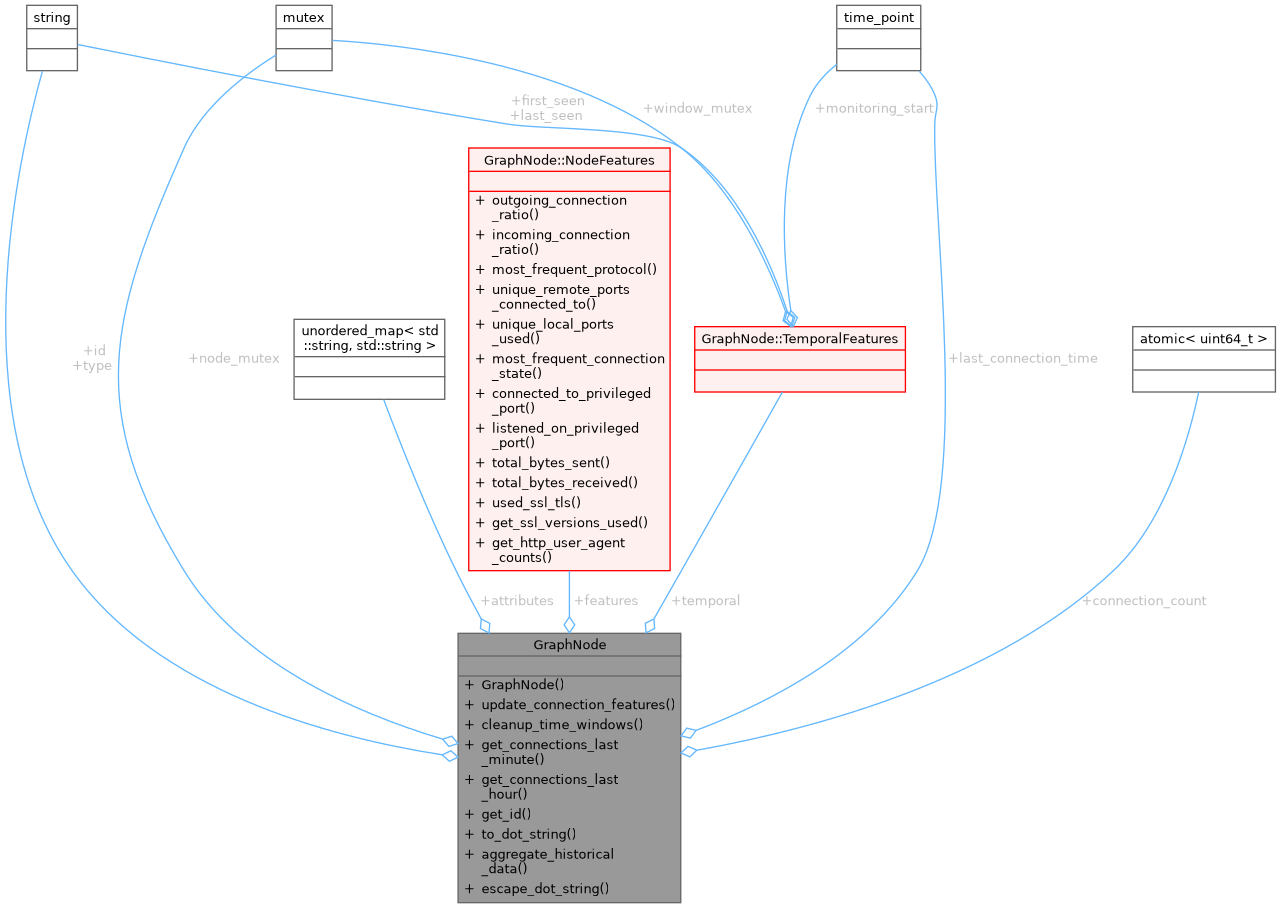 string
mutex
time_point
+first_seen
+last_seen
+window_mutex
+monitoring_start
GraphNode::NodeFeatures
+ outgoing_connection
_ratio()
+ incoming_connection
_ratio()
+ most_frequent_protocol()
+ unique_remote_ports
_connected_to()
+ unique_local_ports
_used()
+ most_frequent_connection
_state()
+ connected_to_privileged
_port()
+ listened_on_privileged
_port()
+ total_bytes_sent()
+ total_bytes_received()
+ used_ssl_tls()
+ get_ssl_versions_used()
+ get_http_user_agent
_counts()
unordered_map< std
::string, std::string >
GraphNode::TemporalFeatures
atomic< uint64_t >
+id
+type
+node_mutex
+last_connection_time
+attributes
+features
+temporal
+connection_count
GraphNode
+ GraphNode()
+ update_connection_features()
+ cleanup_time_windows()
+ get_connections_last
_minute()
+ get_connections_last
_hour()
+ get_id()
+ to_dot_string()
+ aggregate_historical
_data()
+ escape_dot_string()